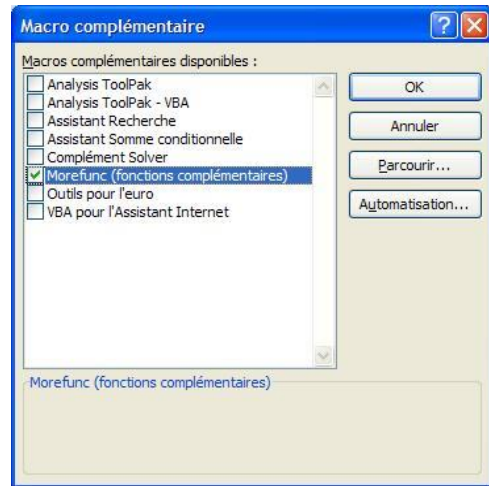 Macro complémentaire
Macros complémentaires disponibles :
Analysis ToolPak
Analysis ToolPak - VBA
Assistant Recherche
Assistant Somme conditionnelle
Complément Solver
Morefunc (fonctions complémentaires)
Outils pour l'euro
VBA pour l'Assistant Internet
OK
Annuler
Parcourir...
Automatisation...
Morefunc (fonctions complémentaires)